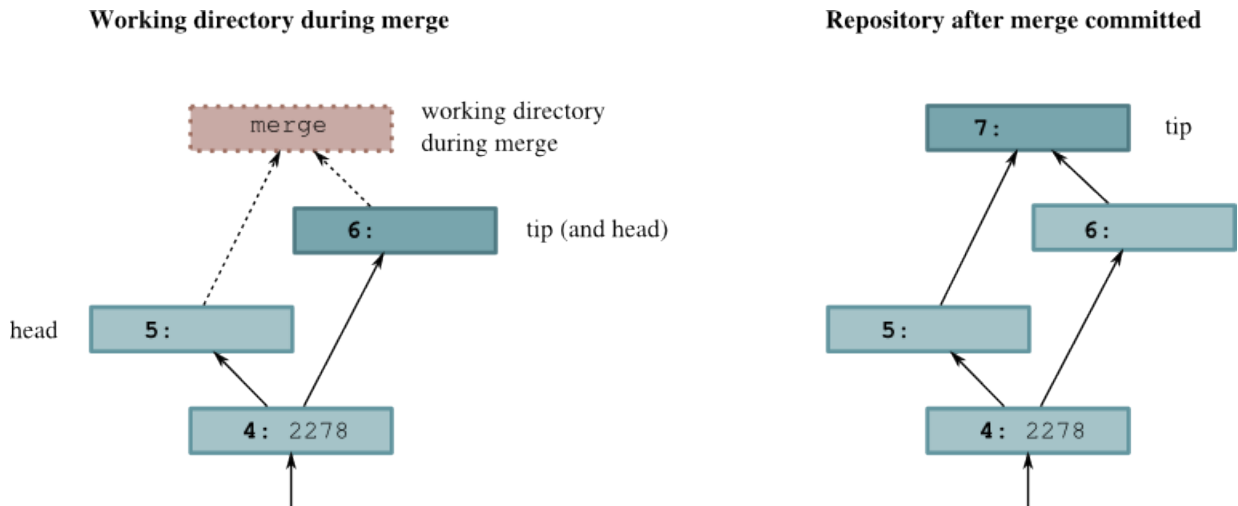 Working directory during merge
Repository after merge committed
merge
working directory
during merge
7:
tip
6:
tip (and head)
6:
head
5:
5:
4: 2278
4: 2278